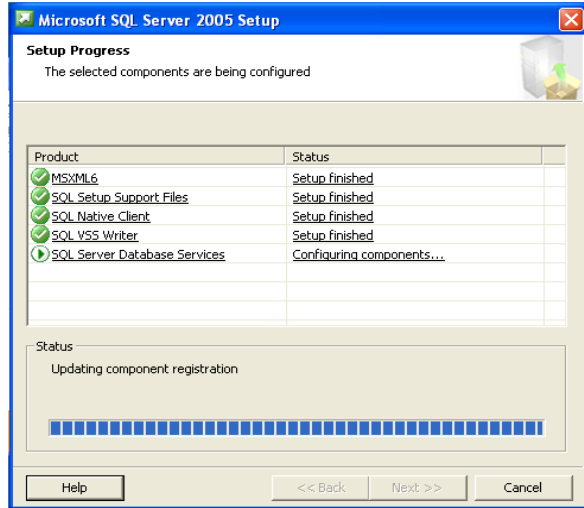 Microsoft SQL Server 2005 Setup
Setup Progress
The selected components are being configured
Product Status
MSXML6 Setup finished
SQL Setup Support Files Setup finished
SQL Native Client Setup finished
SQL VSS Writer Setup finished
SQL Server Database Services Configuring components...
Status
Updating component registration
Help << Back Next >> Cancel